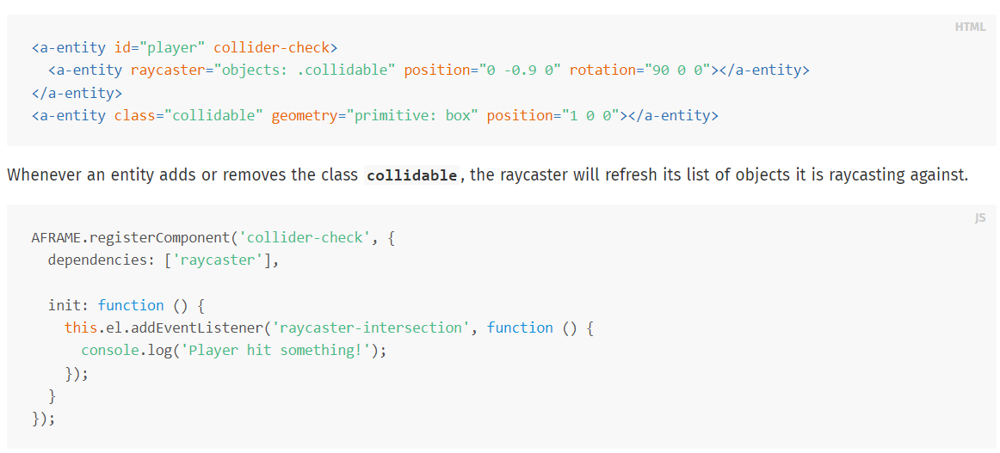 HTML
<a-entity id="player" collider-check>
  <a-entity raycaster="objects: .collidable" position="0 -0.9 0" rotation="90 0 0"></a-entity>
</a-entity>
<a-entity class="collidable" geometry="primitive: box" position="1 0 0"></a-entity>
Whenever an entity adds or removes the class collidable, the raycaster will refresh its list of objects it is raycasting against.
JS
AFRAME.registerComponent('collider-check', {
  dependencies: ['raycaster'],

  init: function () {
    this.el.addEventListener('raycaster-intersection', function () {
      console.log('Player hit something!');
    });
  }
});